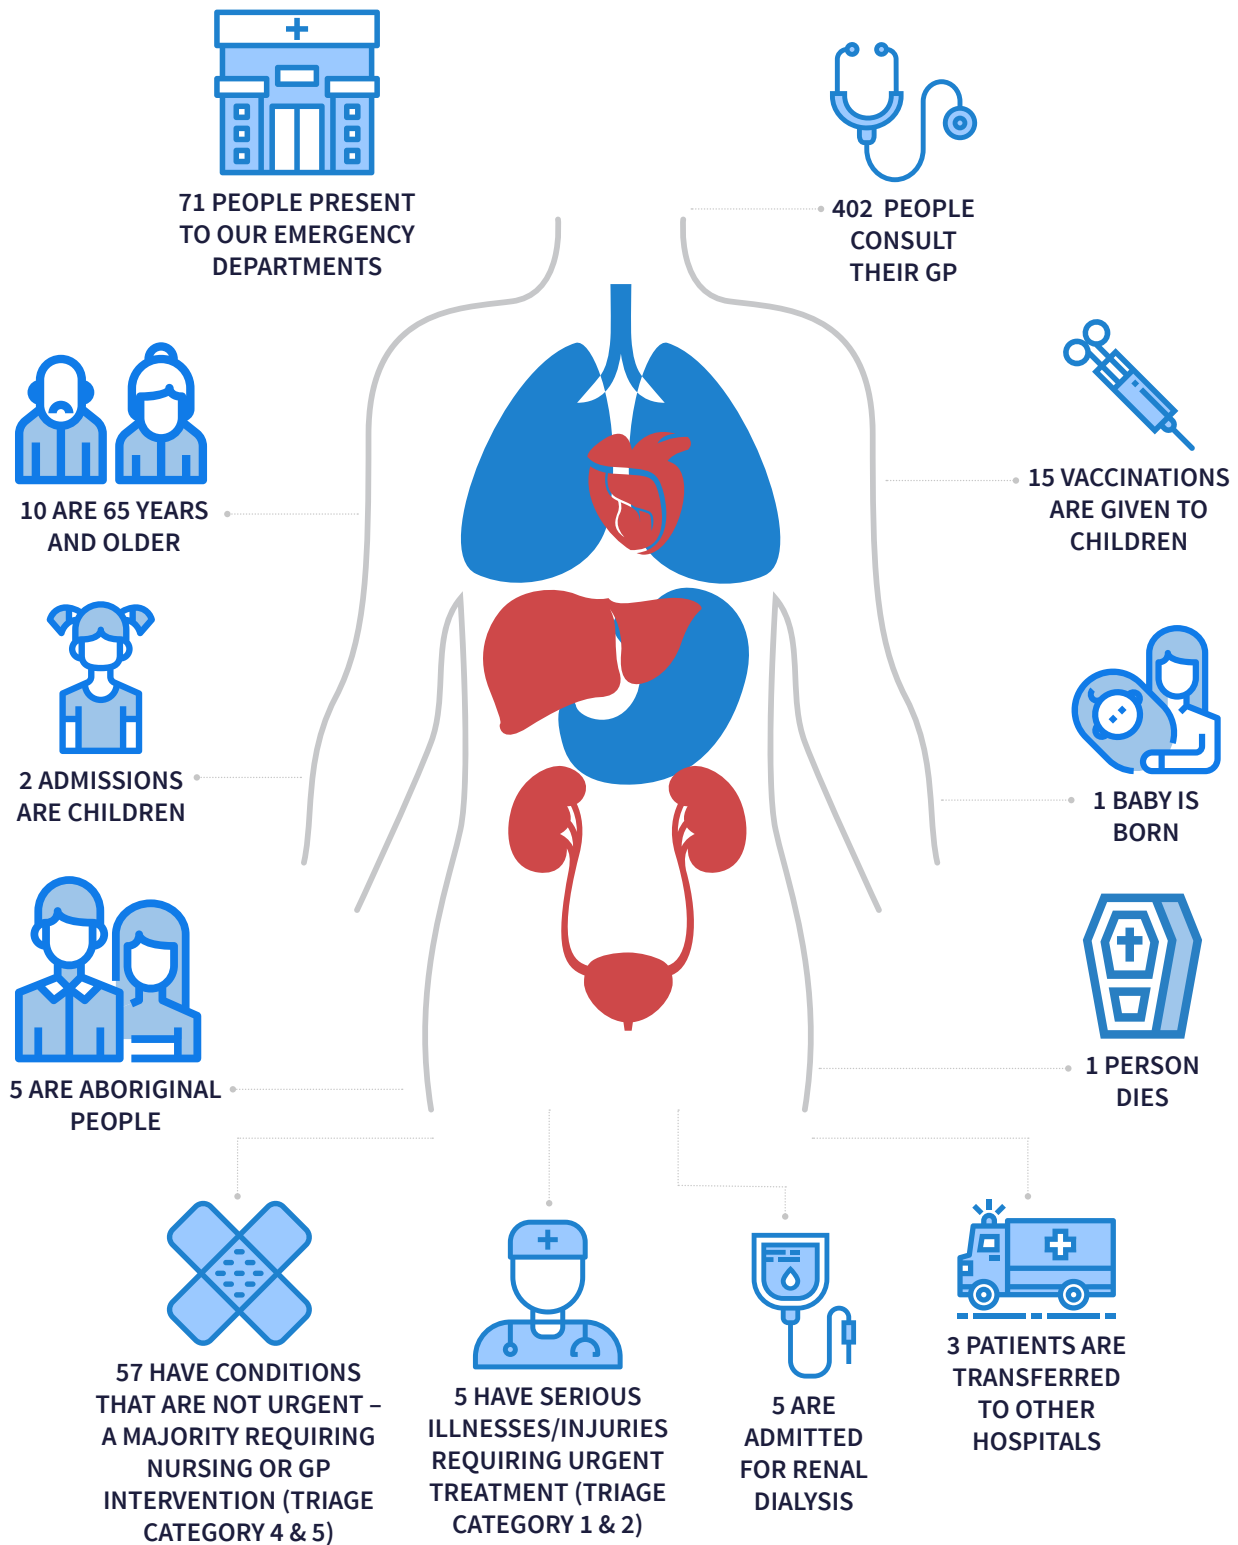 71 PEOPLE PRESENT
TO OUR EMERGENCY
DEPARTMENTS
402 PEOPLE
CONSULT
THEIR GP
10 ARE 65 YEARS
AND OLDER
15 VACCINATIONS
ARE GIVEN TO
CHILDREN
2 ADMISSIONS
ARE CHILDREN
1 BABY IS
BORN
5 ARE ABORIGINAL
PEOPLE
1 PERSON
DIES
57 HAVE CONDITIONS
THAT ARE NOT URGENT –
A MAJORITY REQUIRING
NURSING OR GP
INTERVENTION (TRIAGE
CATEGORY 4 & 5)
5 HAVE SERIOUS
ILLNESSES/INJURIES
REQUIRING URGENT
TREATMENT (TRIAGE
CATEGORY 1 & 2)
5 ARE
ADMITTED
FOR RENAL
DIALYSIS
3 PATIENTS ARE
TRANSFERRED
TO OTHER
HOSPITALS